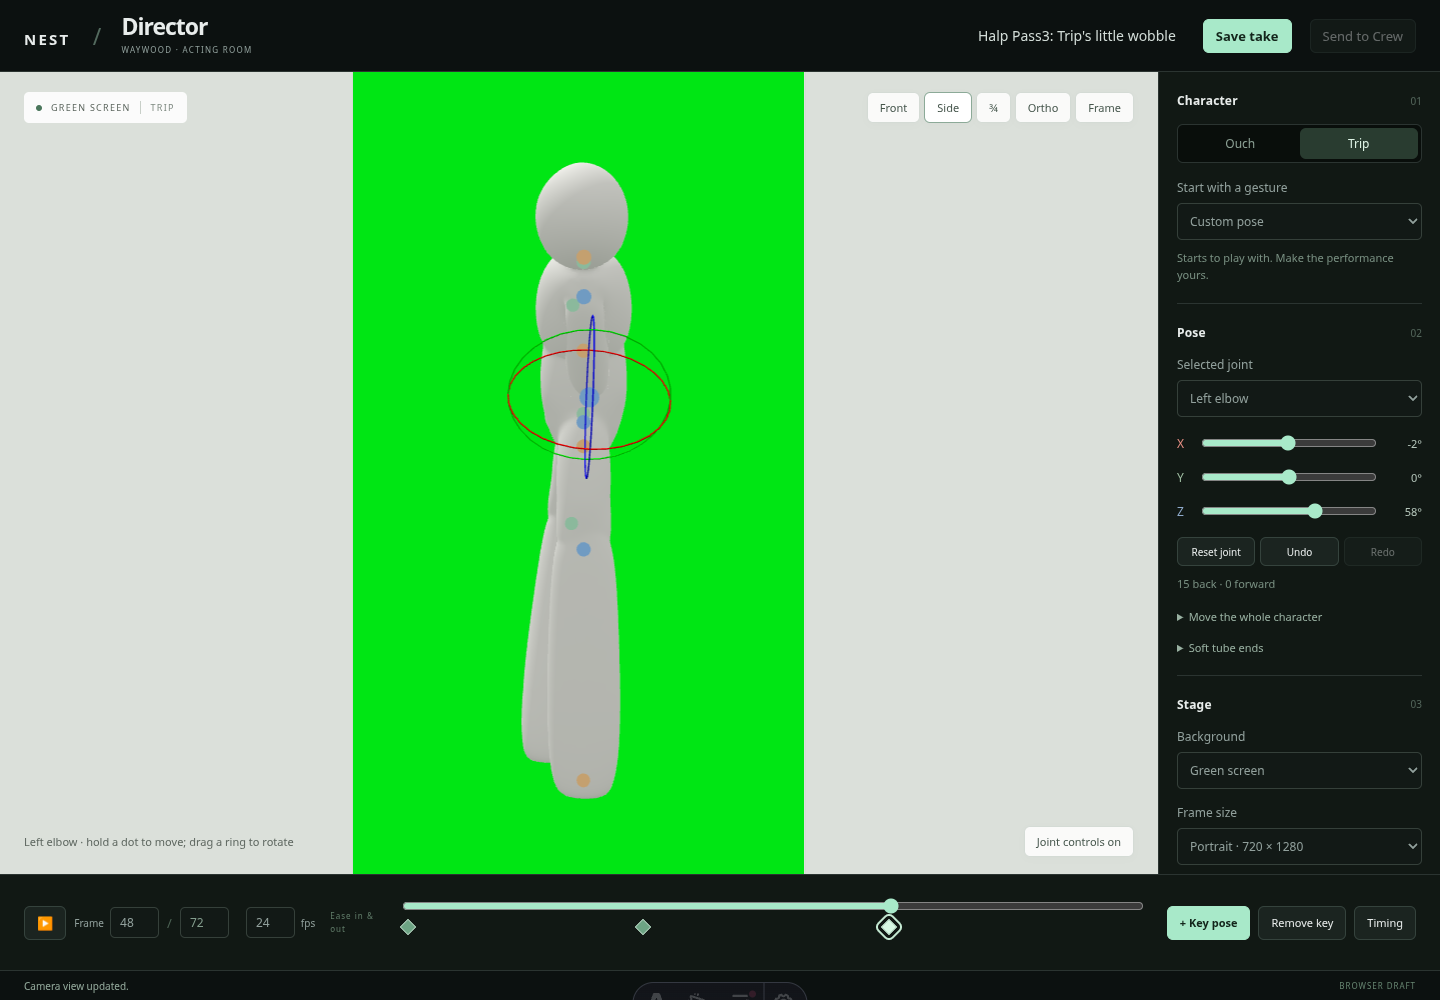 NEST / Director
WAYWOOD · ACTING ROOM
Halp Pass3: Trip's little wobble
Save take
Send to Crew
GREEN SCREEN | TRIP
Front
Side
¾
Ortho
Frame
Left elbow · hold a dot to move; drag a ring to rotate
Joint controls on
Character 01
Ouch
Trip
Start with a gesture
Custom pose
Starts to play with. Make the performance
yours.
Pose 02
Selected joint
Left elbow
X -2°
Y 0°
Z 58°
Reset joint
Undo
Redo
15 back · 0 forward
Move the whole character
Soft tube ends
Stage 03
Background
Green screen
Frame size
Portrait · 720 × 1280
Frame 48 / 72 24 fps
Ease in &
out
+ Key pose
Remove key
Timing
Camera view updated.
BROWSER DRAFT